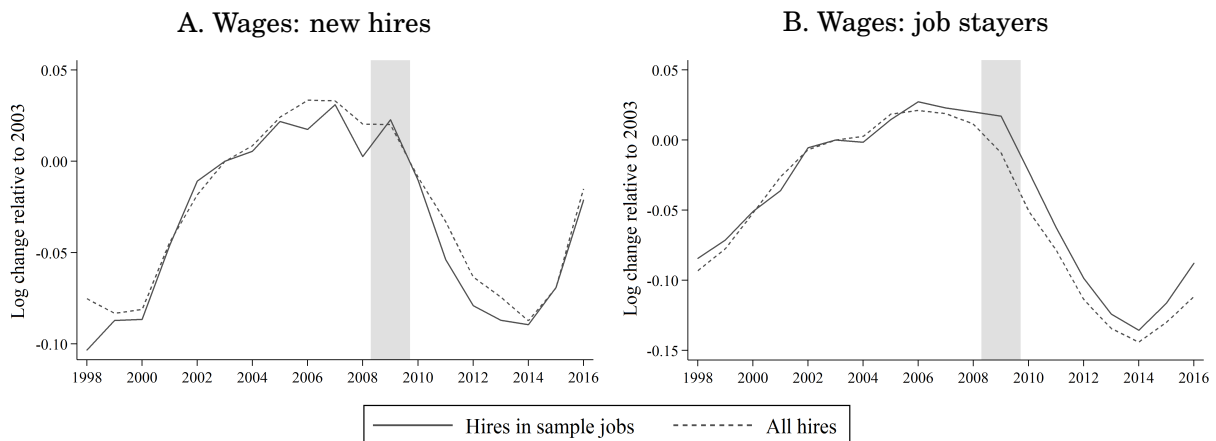 A. Wages: new hires
Log change relative to 2003
0.05
0.00
-0.05
-0.10
1998 2000 2002 2004 2006 2008 2010 2012 2014 2016
B. Wages: job stayers
Log change relative to 2003
0.05
0.00
-0.05
-0.10
-0.15
1998 2000 2002 2004 2006 2008 2010 2012 2014 2016
Hires in sample jobs All hires